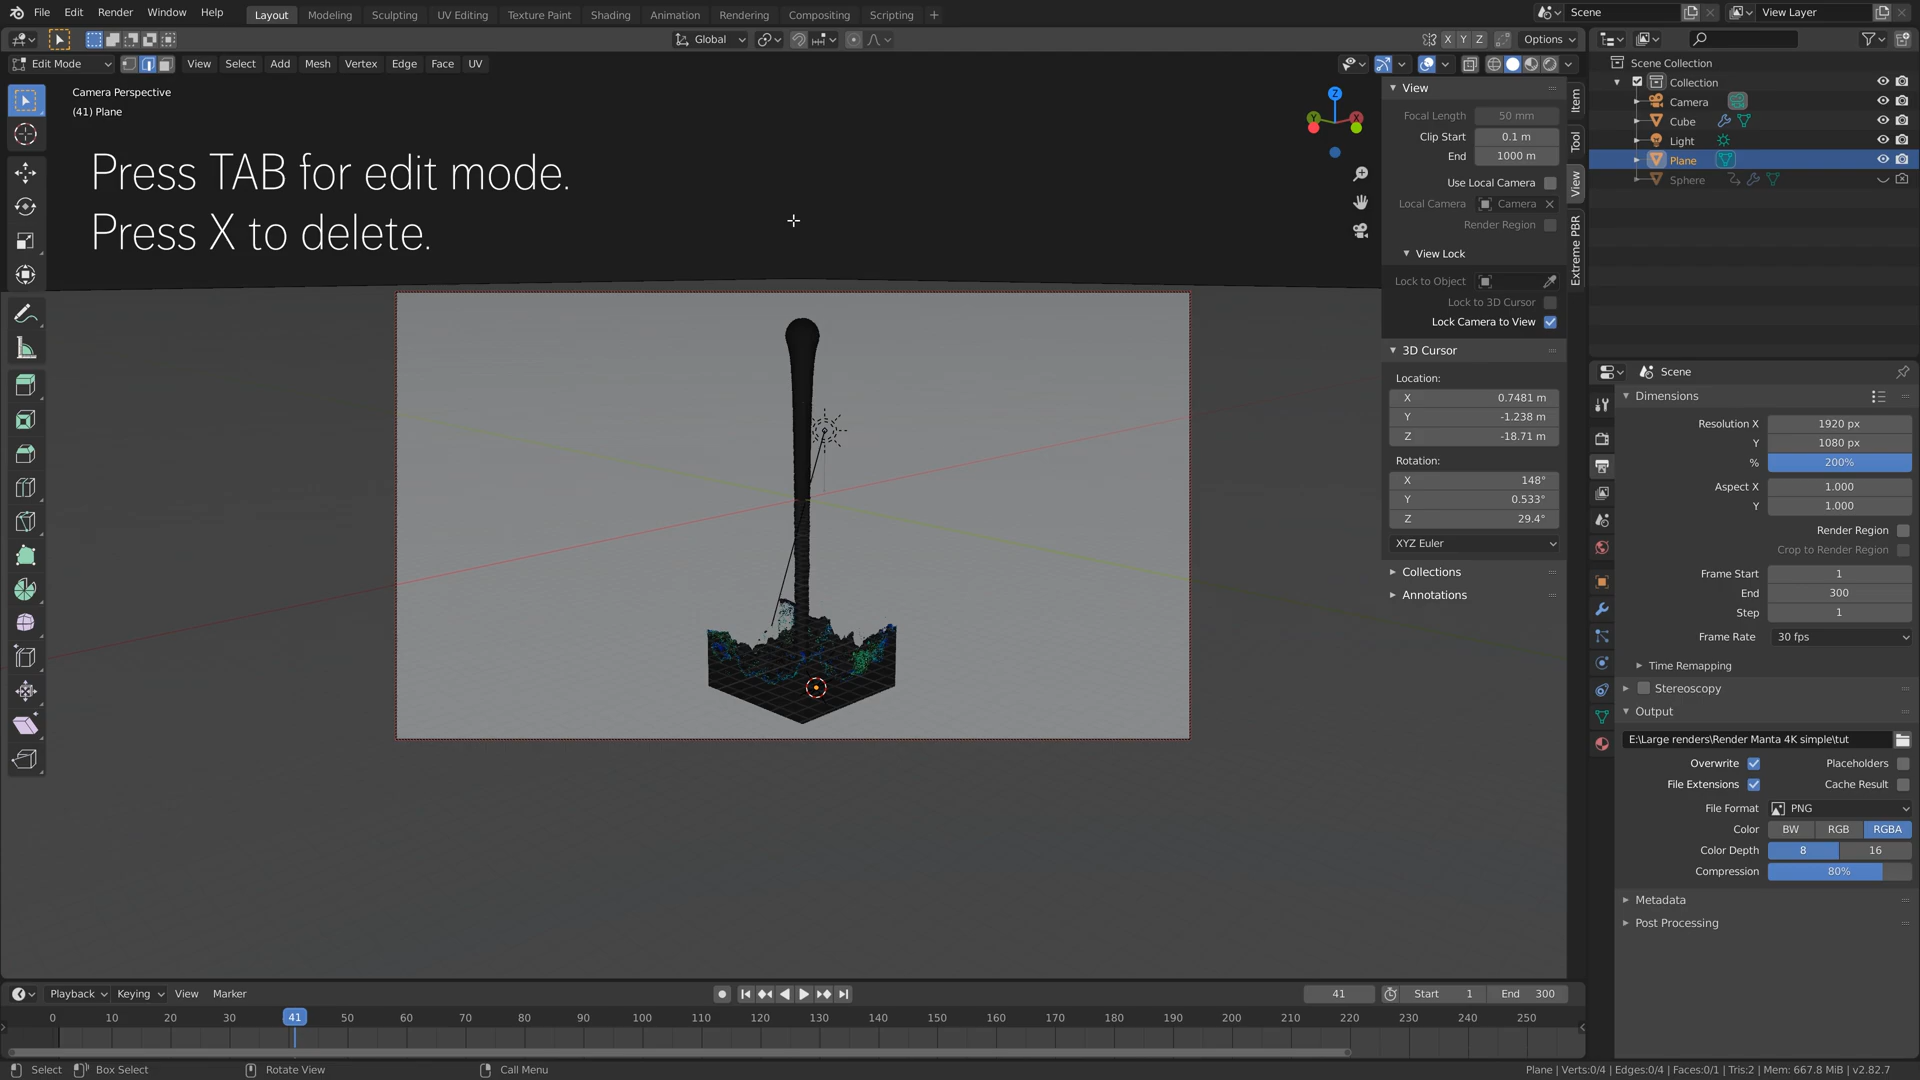 File Edit Render Window Help
Layout Modeling Sculpting UV Editing Texture Paint Shading Animation Rendering Compositing Scripting +
Scene
View Layer
Global
X Y Z
Options
Edit Mode
View Select Add Mesh Vertex Edge Face UV
Camera Perspective
(41) Plane
Press TAB for edit mode.
Press X to delete.
Z
Y
X
View
Focal Length 50 mm
Clip Start 0.1 m
End 1000 m
Use Local Camera
Local Camera Camera
Render Region
View Lock
Lock to Object
Lock to 3D Cursor
Lock Camera to View
3D Cursor
Location:
X 0.7481 m
Y -1.238 m
Z -18.71 m
Rotation:
X 148°
Y 0.533°
Z 29.4°
XYZ Euler
Collections
Annotations
Item
Tool
View
Extreme PBR
Scene Collection
Collection
Camera
Cube
Light
Plane
Sphere
Scene
Dimensions
Resolution X 1920 px
Y 1080 px
% 200%
Aspect X 1.000
Y 1.000
Render Region
Crop to Render Region
Frame Start 1
End 300
Step 1
Frame Rate 30 fps
Time Remapping
Stereoscopy
Output
E:\Large renders\Render Manta 4K simple\tut
Overwrite Placeholders
File Extensions Cache Result
File Format PNG
Color BW RGB RGBA
Color Depth 8 16
Compression 80%
Metadata
Post Processing
Playback Keying View Marker
41 Start 1 End 300
0 10 20 30 41 50 60 70 80 90 100 110 120 130 140 150 160 170 180 190 200 210 220 230 240 250
Select Box Select Rotate View Call Menu
Plane | Verts:0/4 | Edges:0/4 | Faces:0/1 | Tris:2 | Mem: 667.8 MiB | v2.82.7